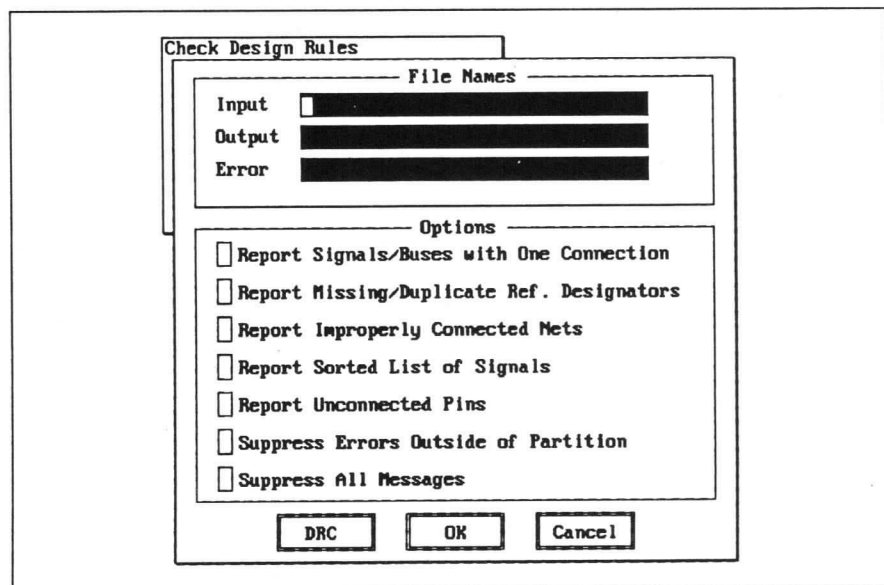 Check Design Rules
File Names
Input
Output
Error
Options
Report Signals/Buses with One Connection
Report Missing/Duplicate Ref. Designators
Report Improperly Connected Nets
Report Sorted List of Signals
Report Unconnected Pins
Suppress Errors Outside of Partition
Suppress All Messages
DRC OK Cancel